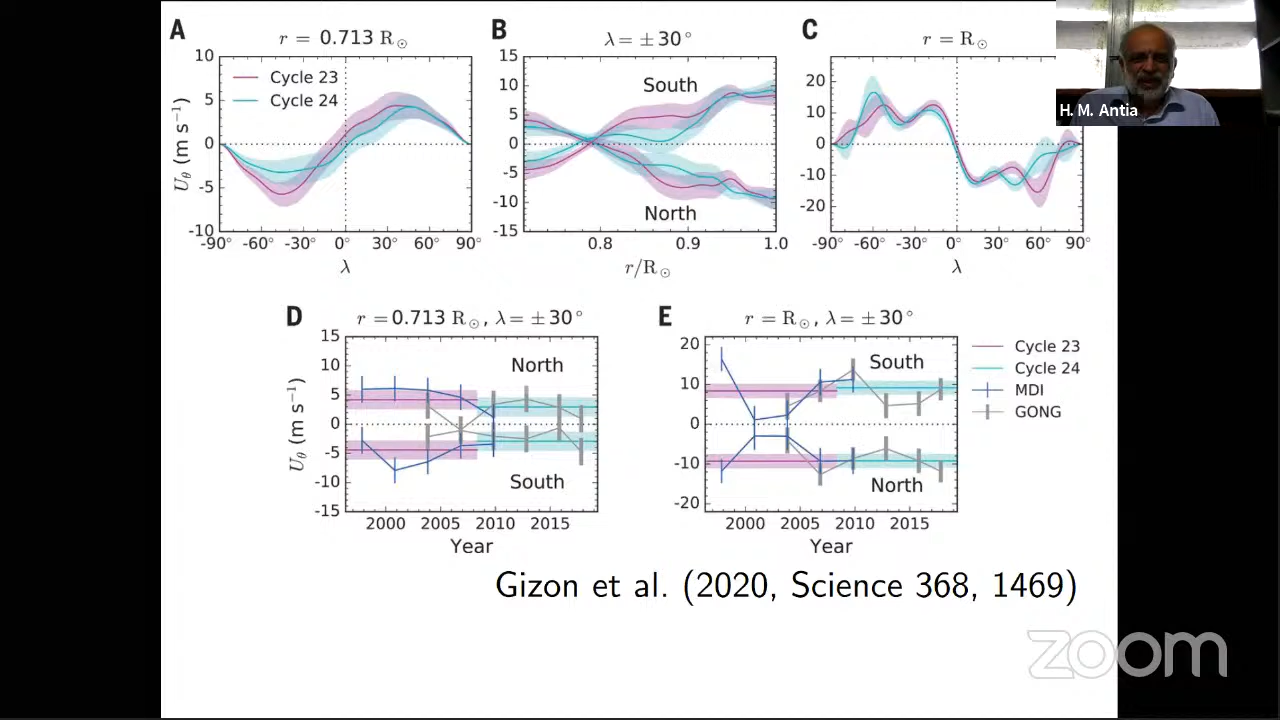 A
r = 0.713 R⊙
B
λ = ± 30°
C
r = R⊙
Cycle 23
Cycle 24
U_θ (m s⁻¹)
10
5
0
-5
-10
-90° -60° -30° 0° 30° 60° 90°
λ
South
North
15
10
5
0
-5
-10
-15
0.8 0.9 1.0
r/R⊙
20
10
0
-10
-20
-90° -60° -30° 0° 30° 60° 90°
λ
H. M. Antia
D
r = 0.713 R⊙, λ = ± 30°
E
r = R⊙, λ = ± 30°
U_θ (m s⁻¹)
15
10
5
0
-5
-10
-15
North
South
2000 2005 2010 2015
Year
20
10
0
-10
-20
South
North
2000 2005 2010 2015
Year
Cycle 23
Cycle 24
MDI
GONG
Gizon et al. (2020, Science 368, 1469)
zoom